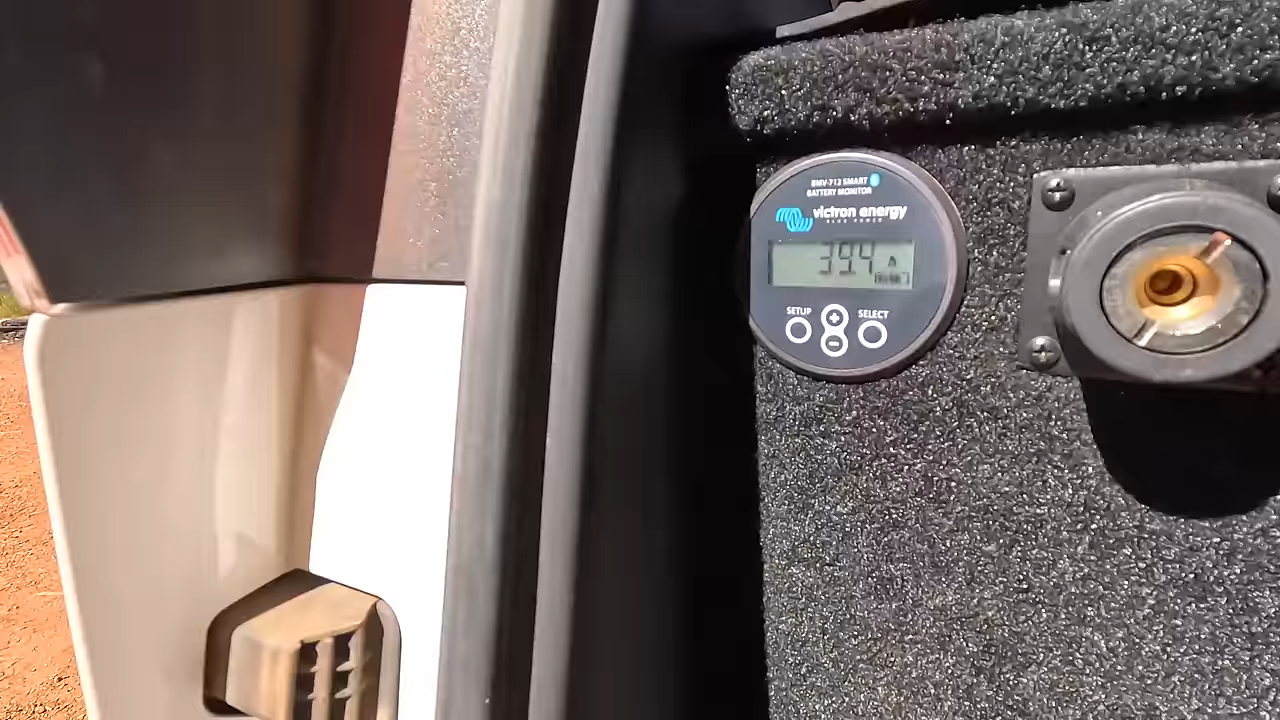 BMV-712 SMART
BATTERY MONITOR
victron energy
BLUE POWER
39.4 A
SETUP
+
SELECT
-